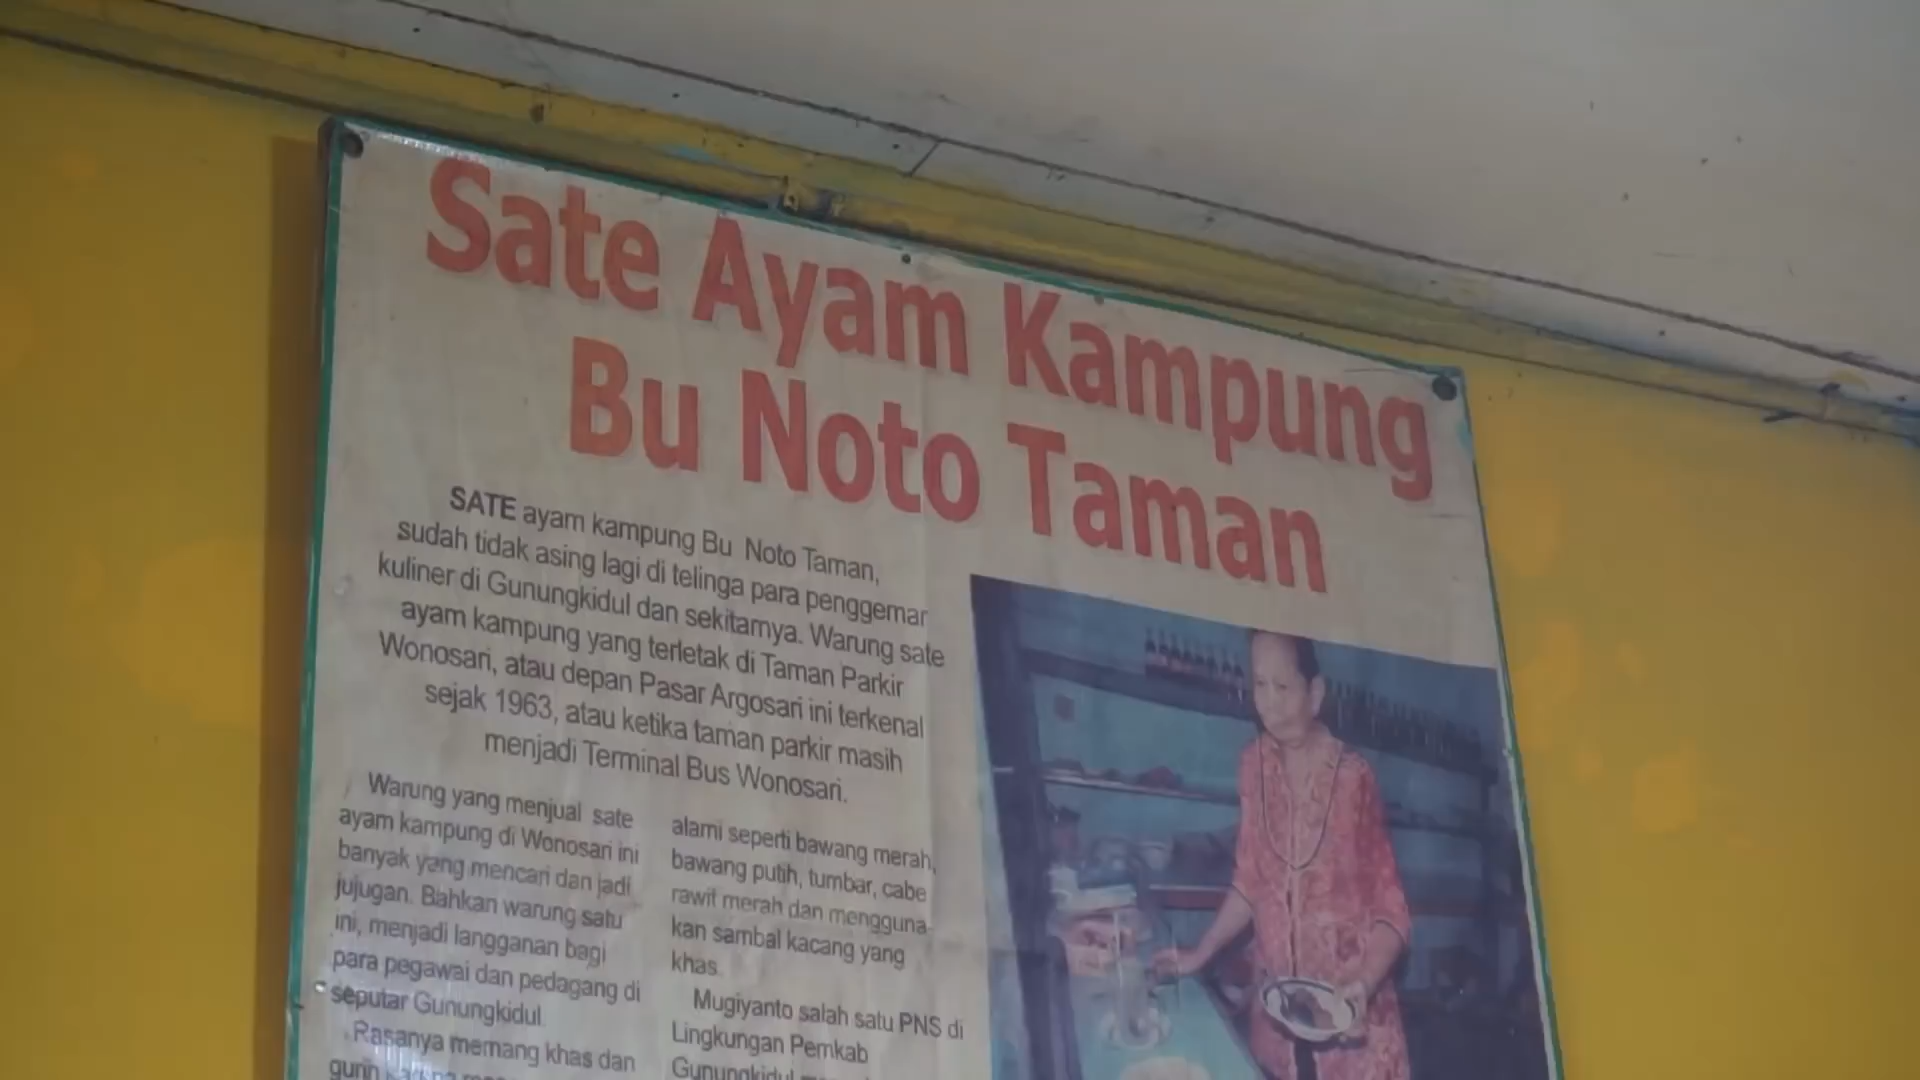 Sate Ayam Kampung
Bu Noto Taman
SATE ayam kampung Bu Noto Taman,
sudah tidak asing lagi di telinga para penggemar
kuliner di Gunungkidul dan sekitarnya. Warung sate
ayam kampung yang terletak di Taman Parkir
Wonosari, atau depan Pasar Argosari ini terkenal
sejak 1963, atau ketika taman parkir masih
menjadi Terminal Bus Wonosari.
Warung yang menjual sate
ayam kampung di Wonosari ini
banyak yang mencari dan jadi
jujugan. Bahkan warung satu
ini, menjadi langganan bagi
para pegawai dan pedagang di
seputar Gunungkidul
Rasanya memang khas dan
gurih
alami seperti bawang merah,
bawang putih, tumbar, cabe
rawit merah dan mengguna-
kan sambal kacang yang
khas.
Mugiyanto salah satu PNS di
Lingkungan Pemkab
Gunungkidul